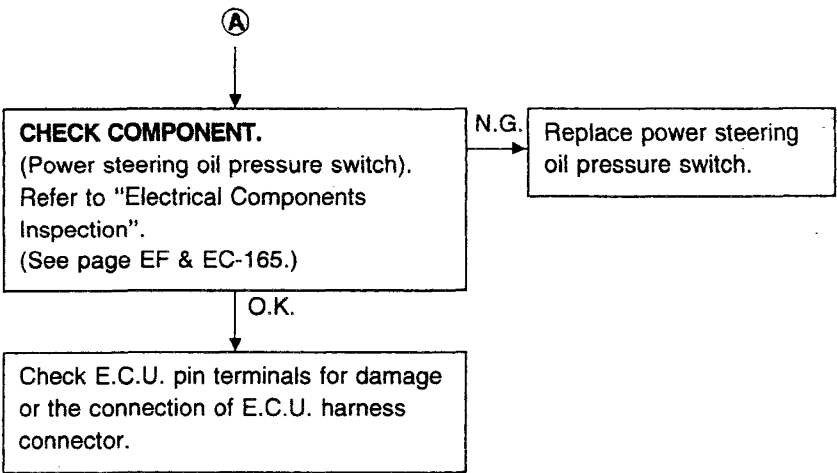 A
CHECK COMPONENT.
(Power steering oil pressure switch).
Refer to "Electrical Components
Inspection".
(See page EF & EC-165.)
N.G.
Replace power steering
oil pressure switch.
O.K.
Check E.C.U. pin terminals for damage
or the connection of E.C.U. harness
connector.